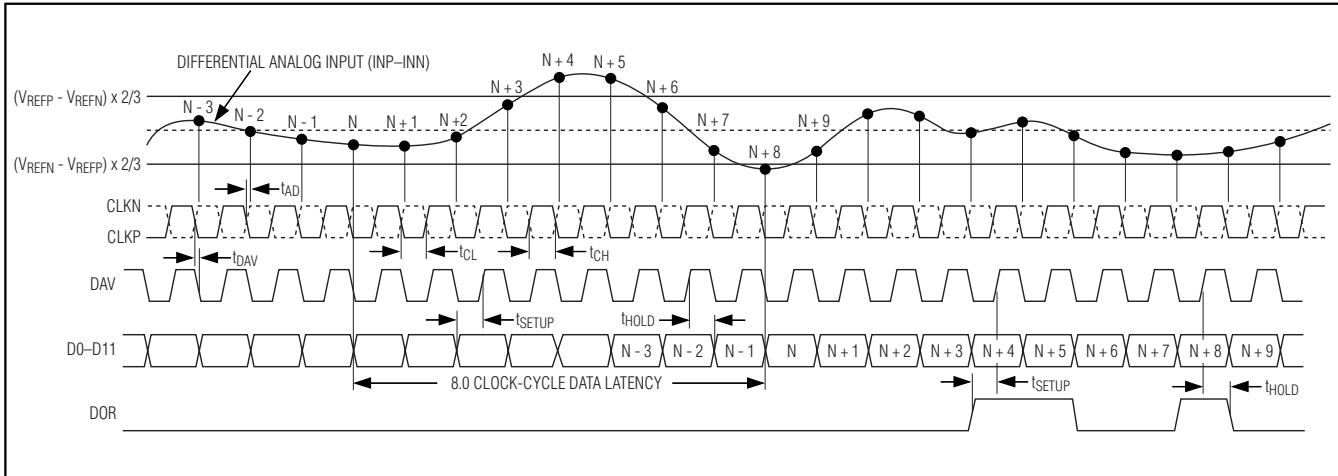 DIFFERENTIAL ANALOG INPUT (INP–INN)
(VREFP - VREFN) x 2/3
N - 3
N - 2
N - 1
N
N + 1
N + 2
N + 3
N + 4
N + 5
N + 6
N + 7
N + 8
N + 9
(VREFN - VREFP) x 2/3
tAD
CLKN
CLKP
tDAV
tCL
tCH
DAV
tSETUP
tHOLD
D0–D11
N - 3
N - 2
N - 1
N
N + 1
N + 2
N + 3
N + 4
N + 5
N + 6
N + 7
N + 8
N + 9
8.0 CLOCK-CYCLE DATA LATENCY
tSETUP
tHOLD
DOR